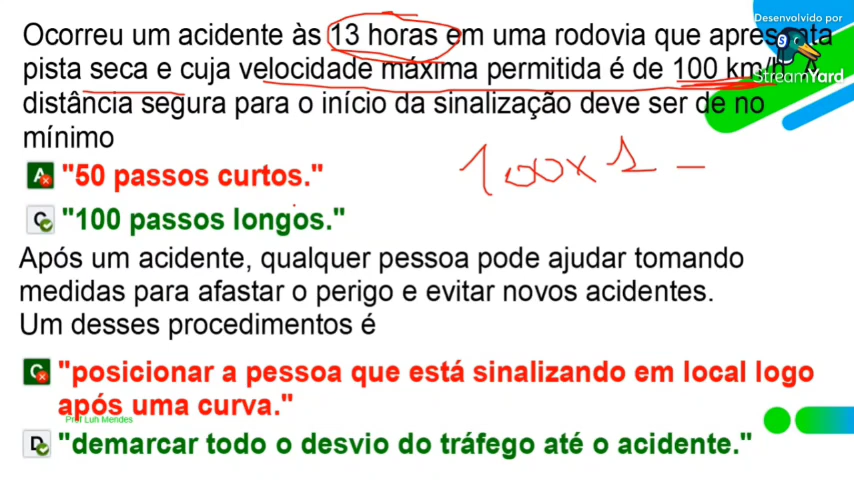 Desenvolvido por
StreamYard
Ocorreu um acidente às 13 horas em uma rodovia que apresenta
pista seca e cuja velocidade máxima permitida é de 100 km/h A
distância segura para o início da sinalização deve ser de no
mínimo
100 x 1 -
A "50 passos curtos."
C "100 passos longos."
Após um acidente, qualquer pessoa pode ajudar tomando
medidas para afastar o perigo e evitar novos acidentes.
Um desses procedimentos é
C "posicionar a pessoa que está sinalizando em local logo
após uma curva."
Prof Luh Mendes
D "demarcar todo o desvio do tráfego até o acidente."